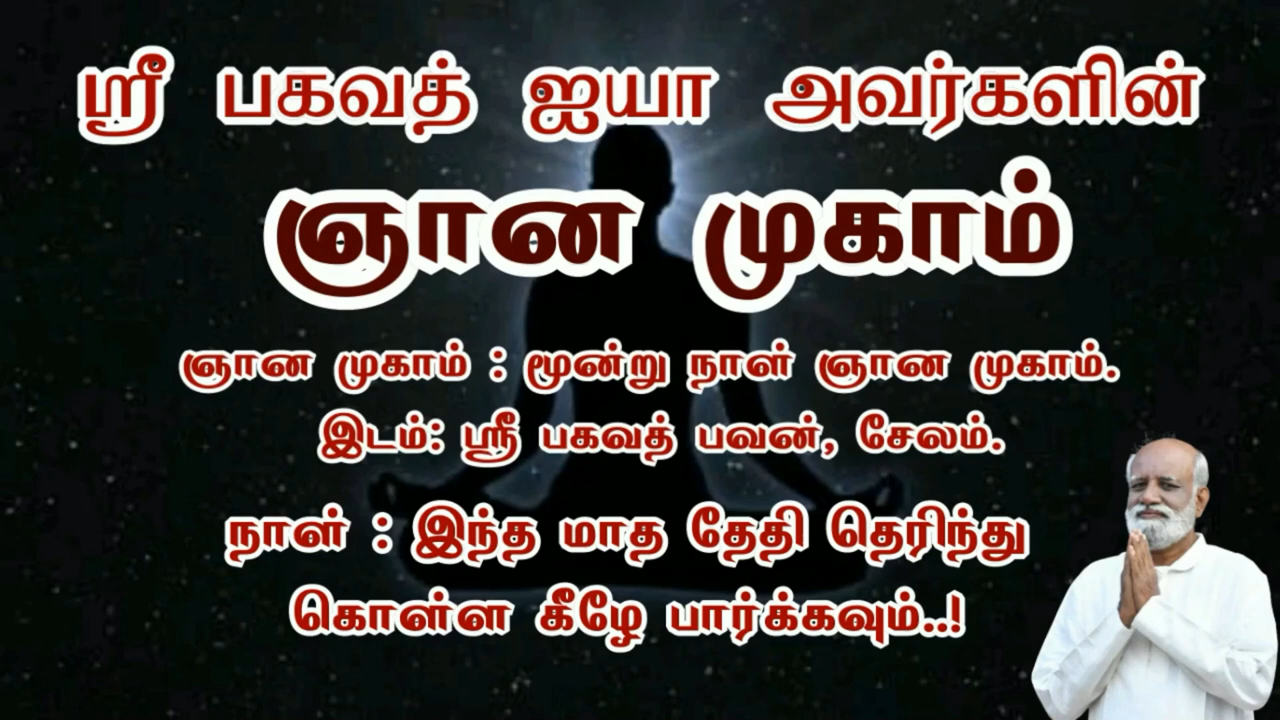 ஸ்ரீ பகவத் ஐயா அவர்களின்
ஞான முகாம்
ஞான முகாம் : மூன்று நாள் ஞான முகாம்.
இடம்: ஸ்ரீ பகவத் பவன், சேலம்.
நாள் : இந்த மாத தேதி தெரிந்து
கொள்ள கீழே பார்க்கவும்..!